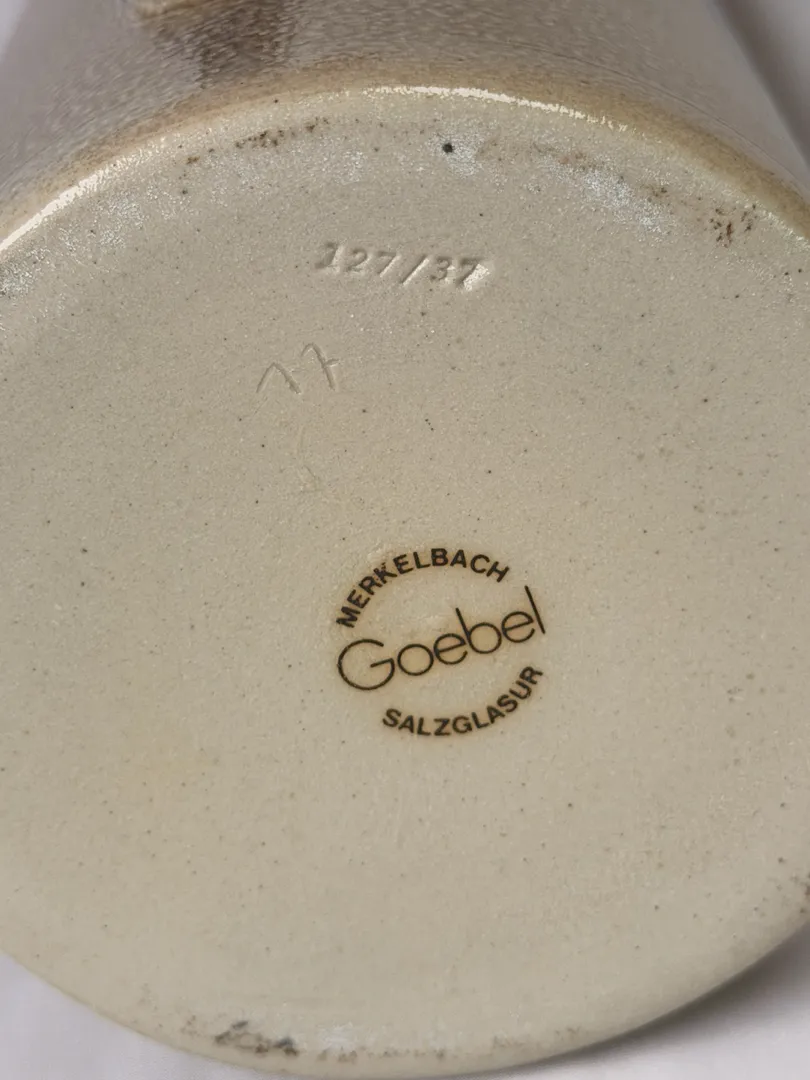 127/37
17
MERKELBACH
Goebel
SALZGLASUR